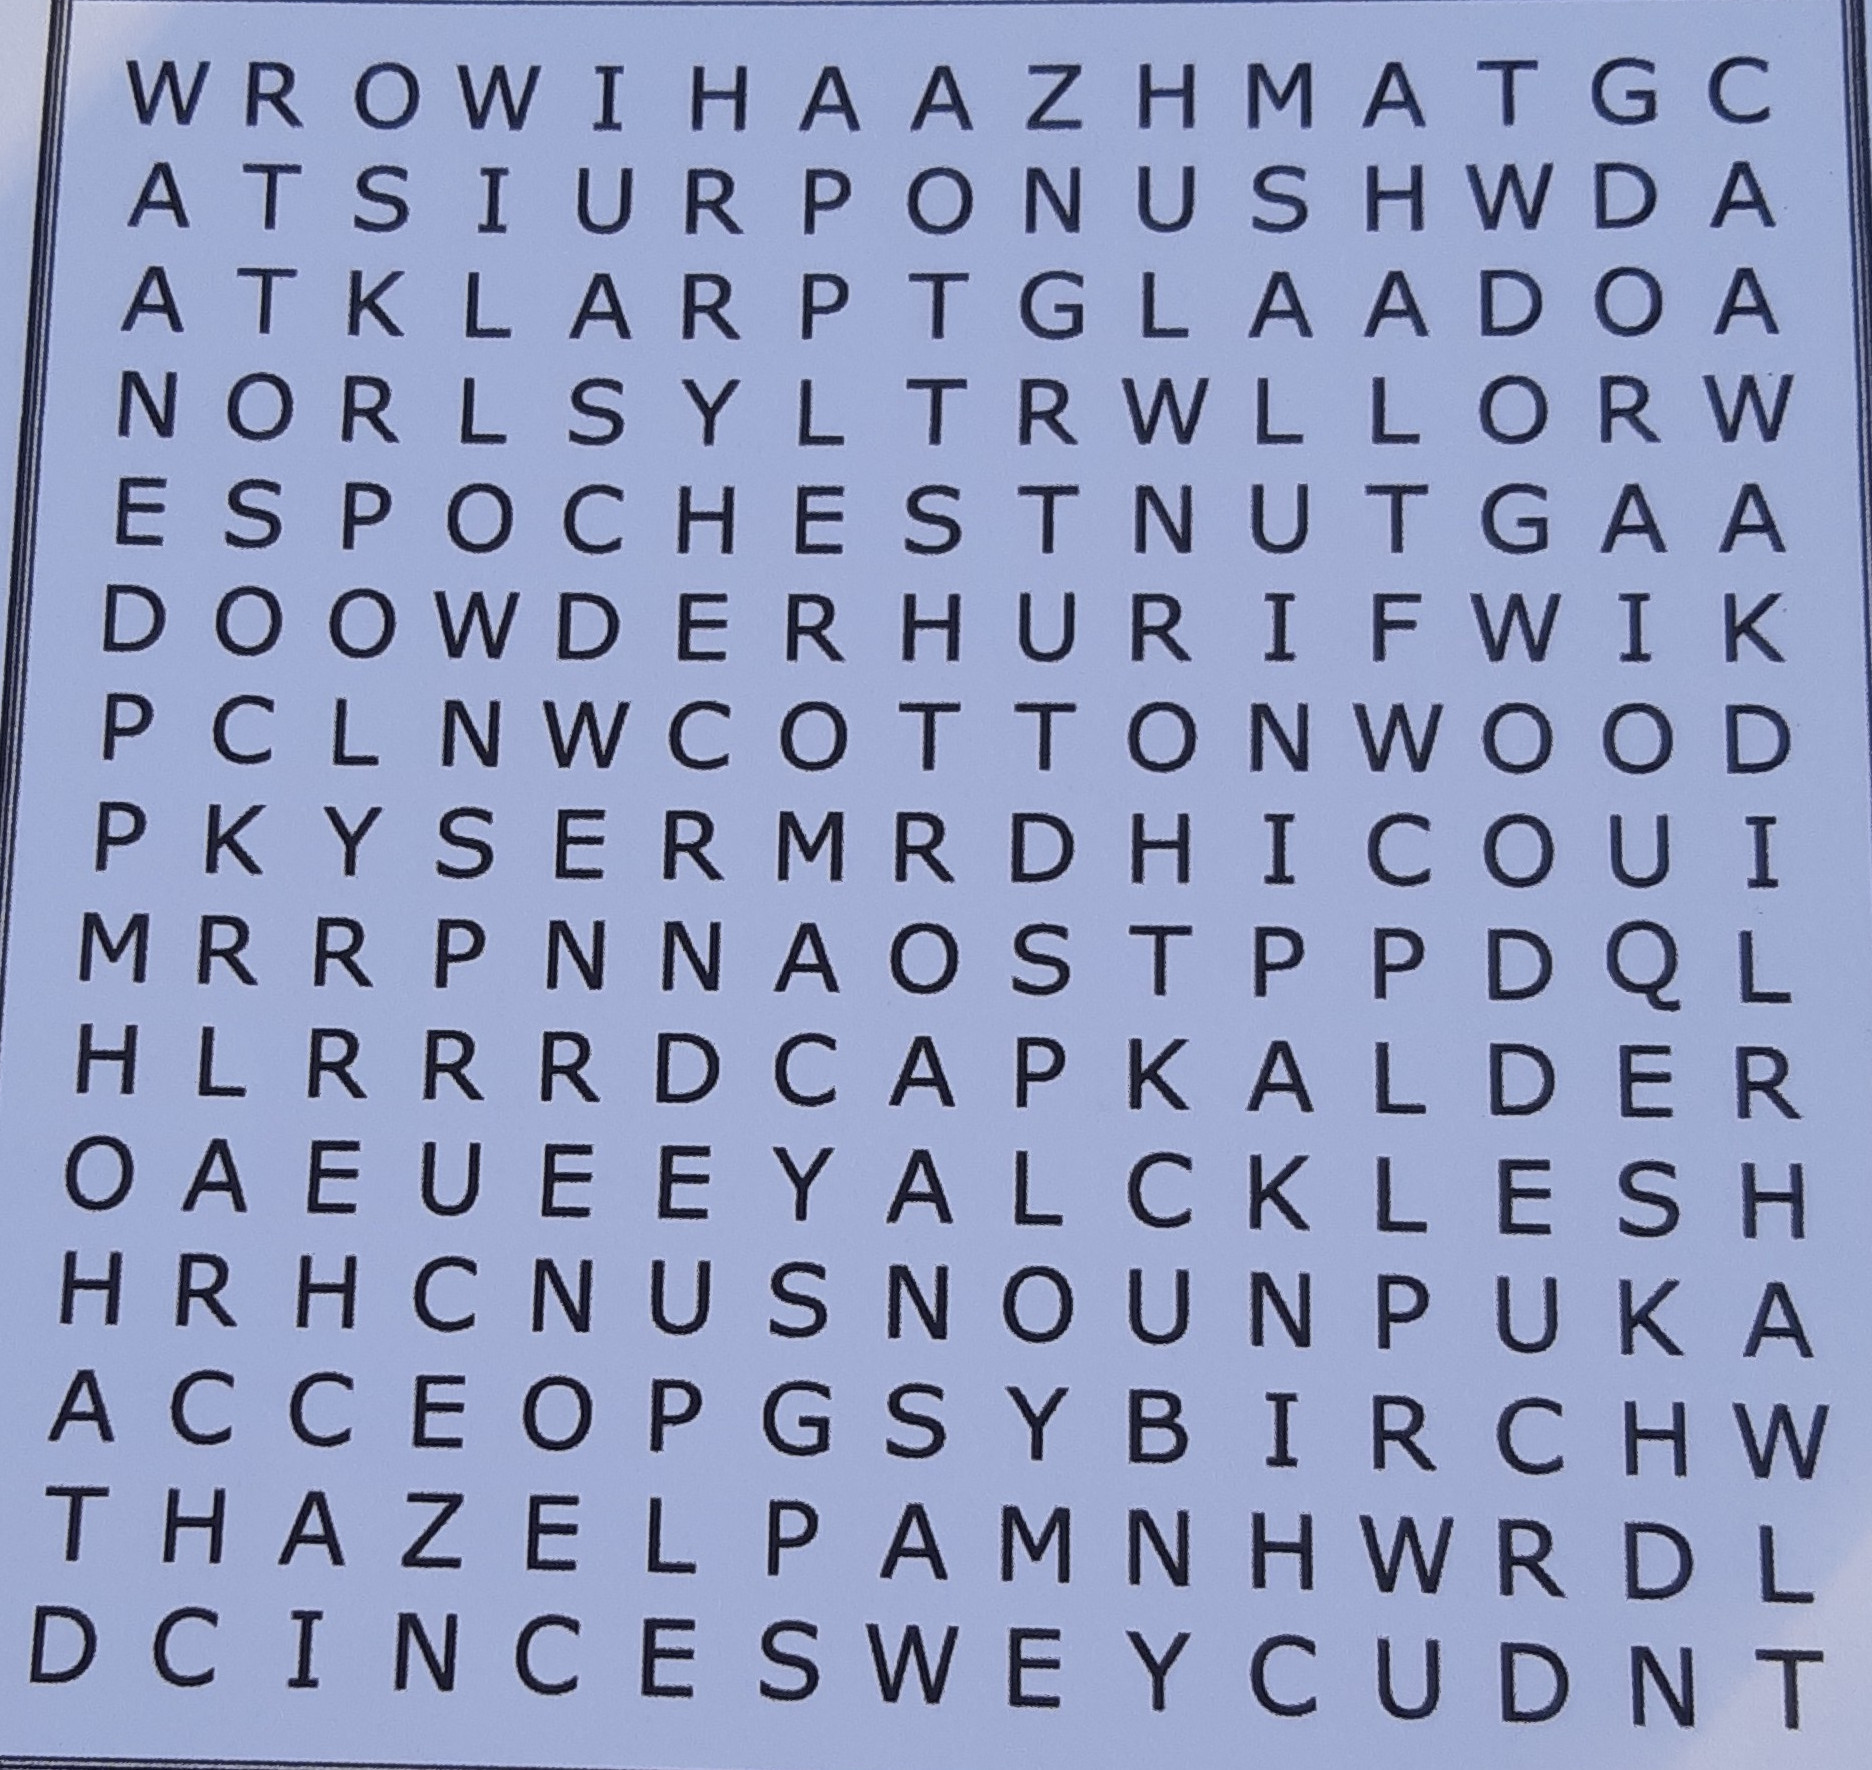 W R O W I H A A Z H M A T G C
A T S I U R P O N U S H W D A
A T K L A R P T G L A A D O A
N O R L S Y L T R W L L O R W
E S P O C H E S T N U T G A A
D O O W D E R H U R I F W I K
P C L N W C O T T O N W O O D
P K Y S E R M R D H I C O U I
M R R P N N A O S T P P D Q L
H L R R R D C A P K A L D E R
O A E U E E Y A L C K L E S H
H R H C N U S N O U N P U K A
A C C E O P G S Y B I R C H W
T H A Z E L P A M N H W R D L
D C I N C E S W E Y C U D N T